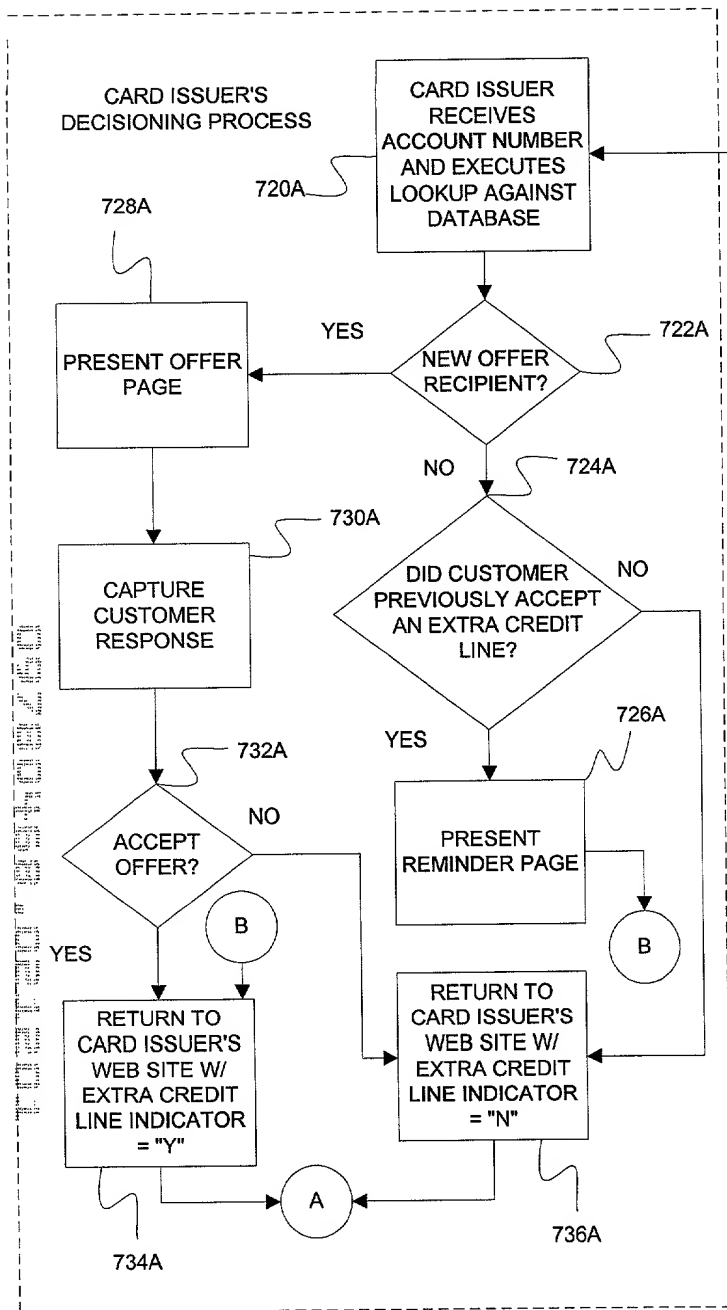 CARD ISSUER'S
DECISIONING PROCESS
CARD ISSUER
RECEIVES
ACCOUNT NUMBER
AND EXECUTES
LOOKUP AGAINST
DATABASE
720A
728A
YES
722A
PRESENT OFFER
PAGE
NEW OFFER
RECIPIENT?
NO
724A
730A
CAPTURE
CUSTOMER
RESPONSE
DID CUSTOMER
PREVIOUSLY ACCEPT
AN EXTRA CREDIT
LINE?
NO
732A
YES
726A
ACCEPT
OFFER?
NO
PRESENT
REMINDER PAGE
B
B
YES
RETURN TO
CARD ISSUER'S
WEB SITE W/
EXTRA CREDIT
LINE INDICATOR
= "Y"
RETURN TO
CARD ISSUER'S
WEB SITE W/
EXTRA CREDIT
LINE INDICATOR
= "N"
A
734A
736A